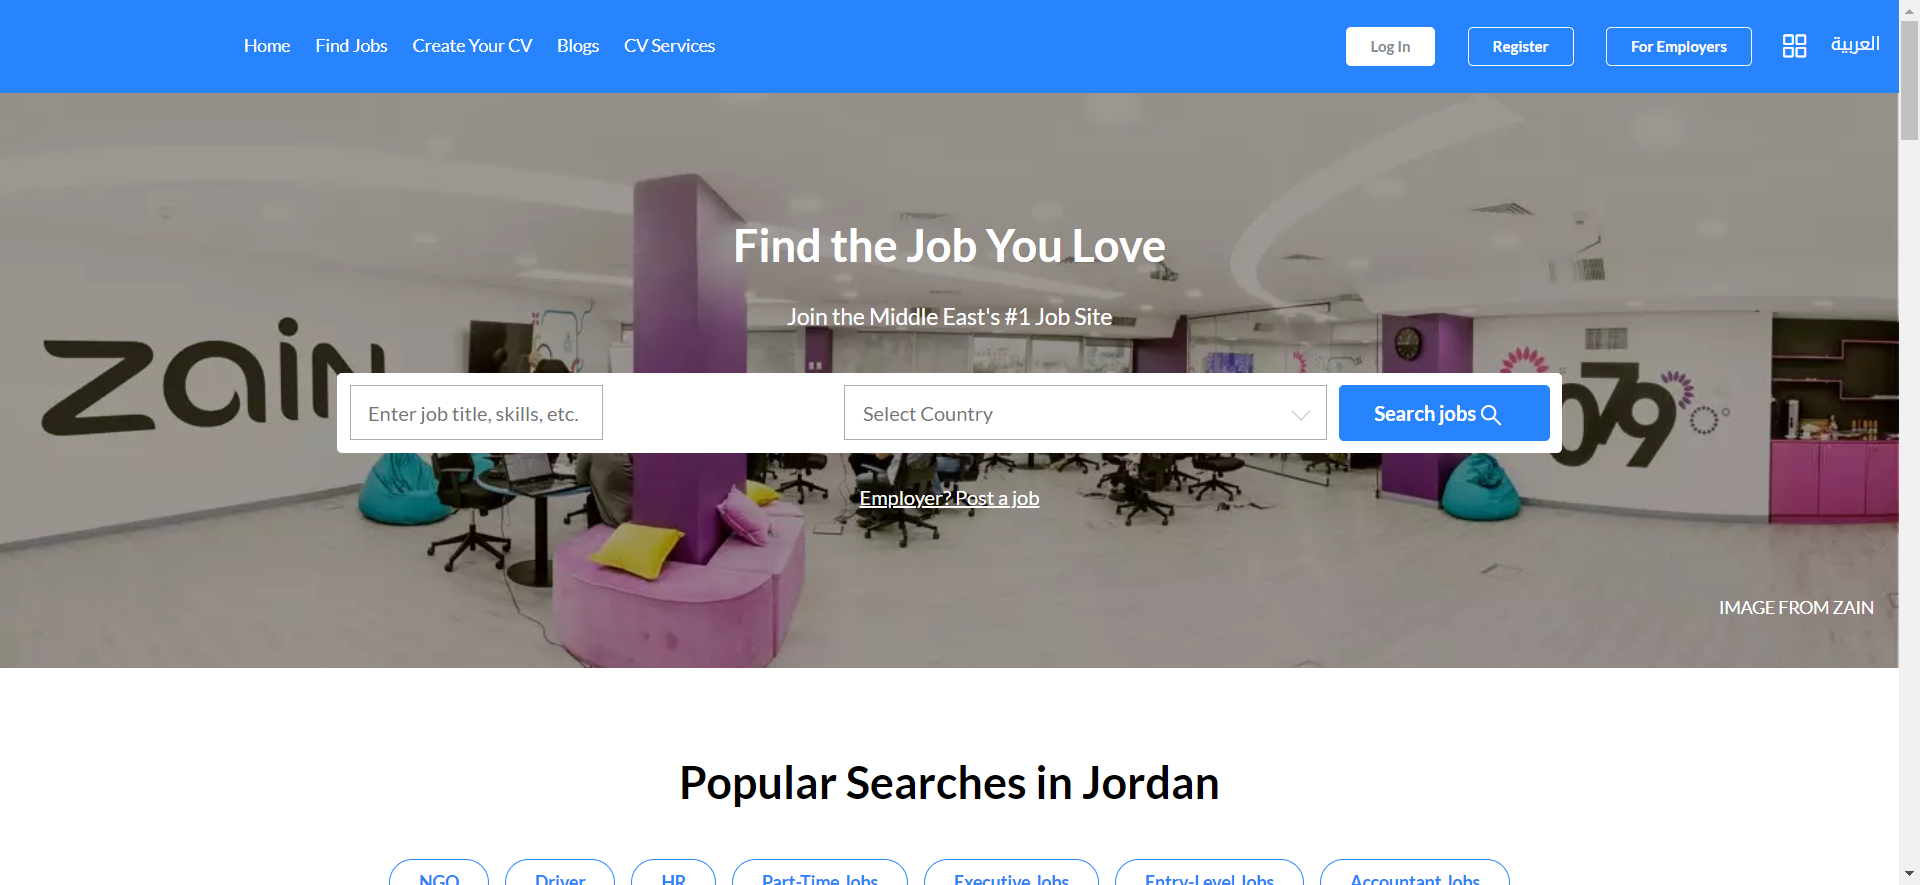 Home Find Jobs Create Your CV Blogs CV Services
Log In Register For Employers العربية
Find the Job You Love
Join the Middle East's #1 Job Site
zain
079
Enter job title, skills, etc. Select Country Search jobs
Employer? Post a job
IMAGE FROM ZAIN
Popular Searches in Jordan
NGO Driver HR Part-Time Jobs Executive Jobs Entry-Level Jobs Accountant Jobs